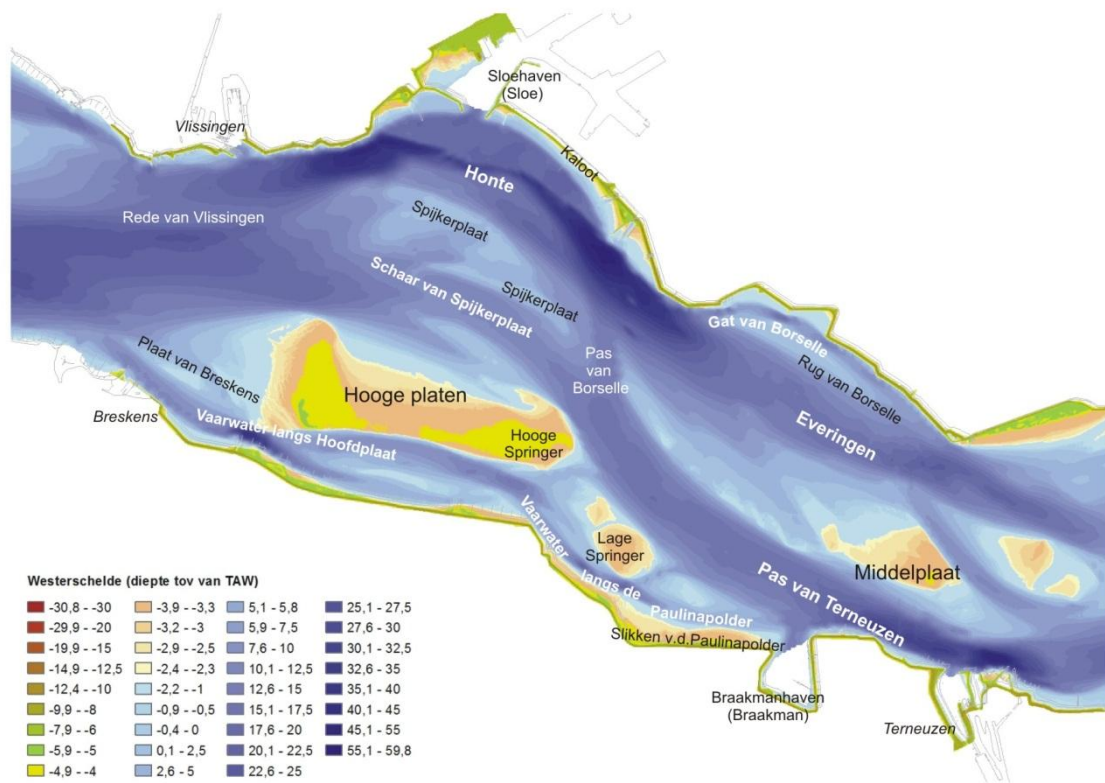 Sloehaven
(Sloe)
Vlissingen
Kaloot
Honte
Rede van Vlissingen
Spijkerplaat
Schaar van Spijkerplaat
Spijkerplaat
Gat van Borselle
Plaat van Breskens
Pas
van
Borselle
Rug van Borselle
Hooge platen
Breskens
Vaarwater langs Hoofdplaat
Everingen
Hooge
Springer
Vaarwater
Lage
Springer
langs de
Paulinapolder
Middelplaat
Pas van Terneuzen
Slikken v.d.Paulinapolder
Braakmanhaven
(Braakman)
Terneuzen
Westerschelde (diepte tov van TAW)
-30,8 - -30
-29,9 - -20
-19,9 - -15
-14,9 - -12,5
-12,4 - -10
-9,9 - -8
-7,9 - -6
-5,9 - -5
-4,9 - -4
-3,9 - -3,3
-3,2 - -3
-2,9 - -2,5
-2,4 - -2,3
-2,2 - -1
-0,9 - -0,5
-0,4 - 0
0,1 - 2,5
2,6 - 5
5,1 - 5,8
5,9 - 7,5
7,6 - 10
10,1 - 12,5
12,6 - 15
15,1 - 17,5
17,6 - 20
20,1 - 22,5
22,6 - 25
25,1 - 27,5
27,6 - 30
30,1 - 32,5
32,6 - 35
35,1 - 40
40,1 - 45
45,1 - 55
55,1 - 59,8